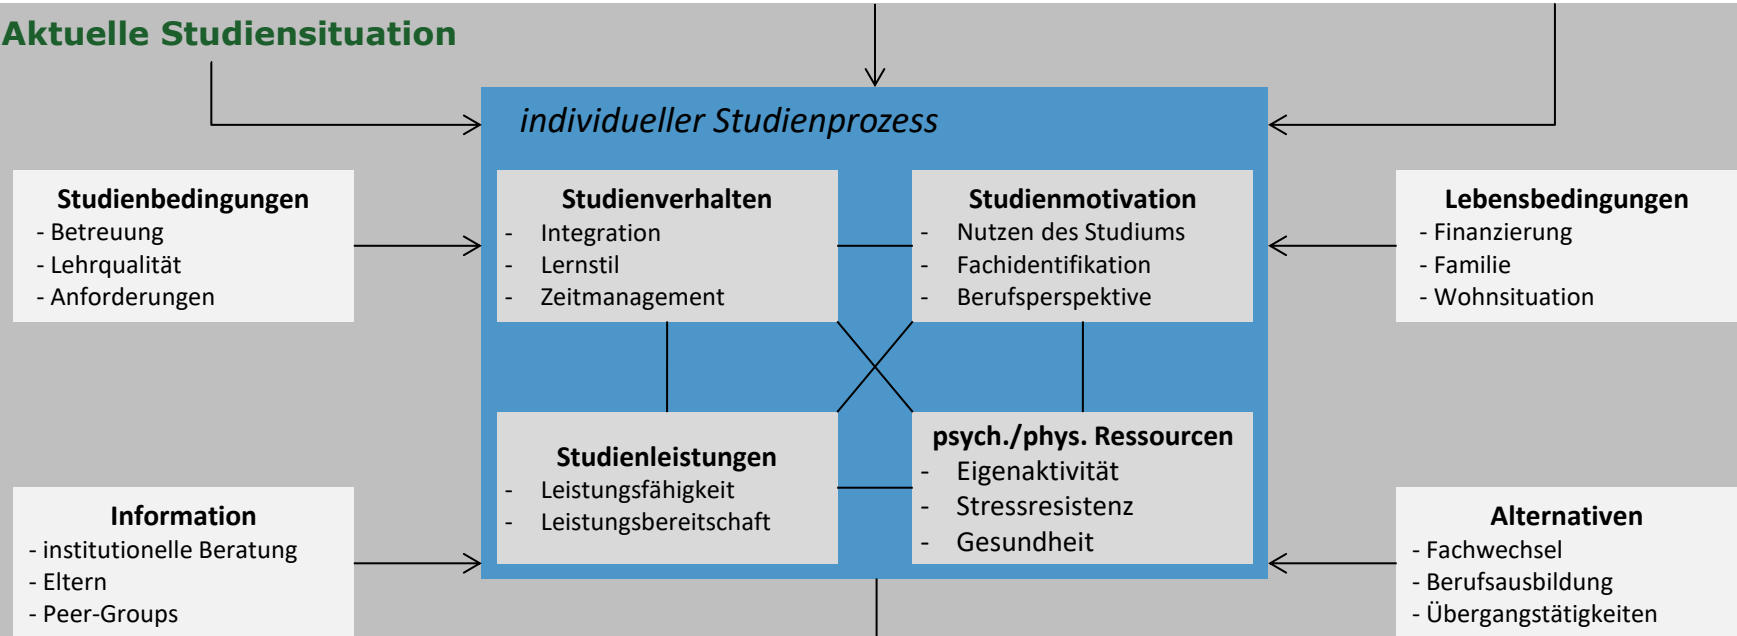 Aktuelle Studiensituation
individueller Studienprozess
Studienbedingungen
- Betreuung
- Lehrqualität
- Anforderungen
Studienverhalten
- Integration
- Lernstil
- Zeitmanagement
Studienmotivation
- Nutzen des Studiums
- Fachidentifikation
- Berufsperspektive
Lebensbedingungen
- Finanzierung
- Familie
- Wohnsituation
Information
- institutionelle Beratung
- Eltern
- Peer-Groups
Studienleistungen
- Leistungsfähigkeit
- Leistungsbereitschaft
psych./phys. Ressourcen
- Eigenaktivität
- Stressresistenz
- Gesundheit
Alternativen
- Fachwechsel
- Berufsausbildung
- Übergangstätigkeiten